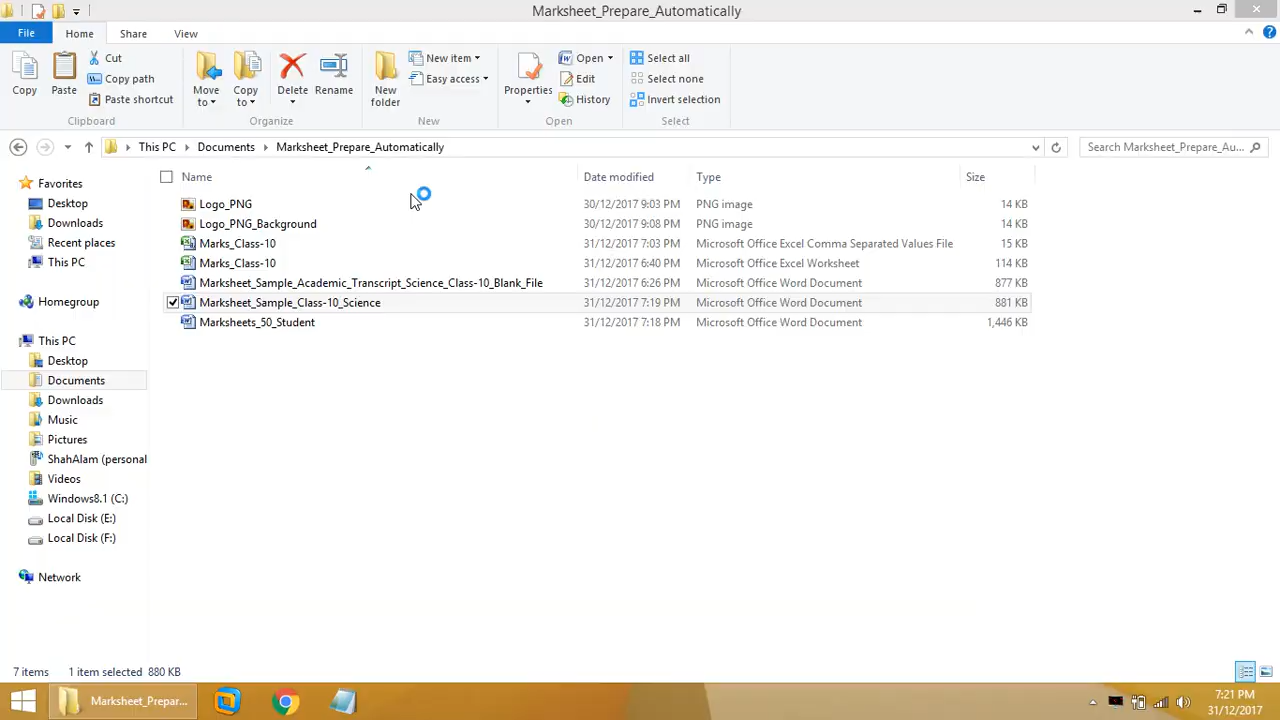 Marksheet_Prepare_Automatically
File Home Share View
Copy
Paste
Cut
Copy path
Paste shortcut
Clipboard
Move to
Copy to
Delete
Rename
Organize
New folder
New item
Easy access
New
Properties
Open
Edit
History
Open
Select all
Select none
Invert selection
Select
This PC Documents Marksheet_Prepare_Automatically
Search Marksheet_Prepare_Au...
Favorites
Desktop
Downloads
Recent places
This PC
Homegroup
This PC
Desktop
Documents
Downloads
Music
Pictures
ShahAlam (personal
Videos
Windows8.1 (C:)
Local Disk (E:)
Local Disk (F:)
Network
Name Date modified Type Size
Logo_PNG 30/12/2017 9:03 PM PNG image 14 KB
Logo_PNG_Background 30/12/2017 9:08 PM PNG image 14 KB
Marks_Class-10 31/12/2017 7:03 PM Microsoft Office Excel Comma Separated Values File 15 KB
Marks_Class-10 31/12/2017 6:40 PM Microsoft Office Excel Worksheet 114 KB
Marksheet_Sample_Academic_Transcript_Science_Class-10_Blank_File 31/12/2017 6:26 PM Microsoft Office Word Document 877 KB
Marksheet_Sample_Class-10_Science 31/12/2017 7:19 PM Microsoft Office Word Document 881 KB
Marksheets_50_Student 31/12/2017 7:18 PM Microsoft Office Word Document 1,446 KB
7 items 1 item selected 880 KB
Marksheet_Prepar...
7:21 PM
31/12/2017